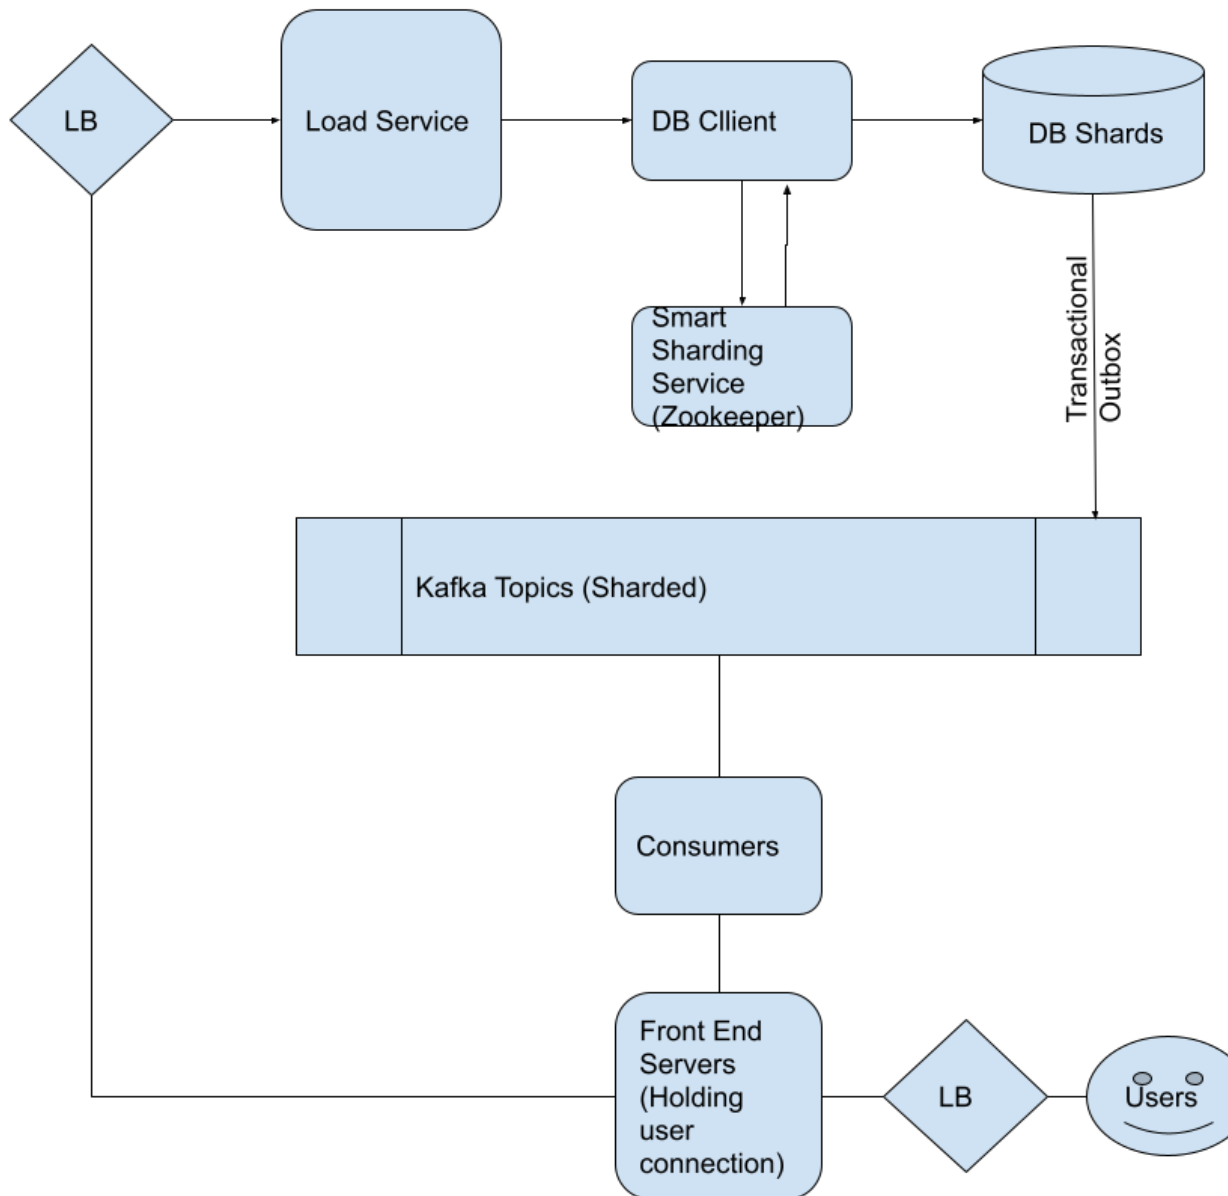 LB
Load Service
DB Cllient
DB Shards
Smart
Sharding
Service
(Zookeeper)
Transactional
Outbox
Kafka Topics (Sharded)
Consumers
Front End
Servers
(Holding
user
connection)
LB
Users